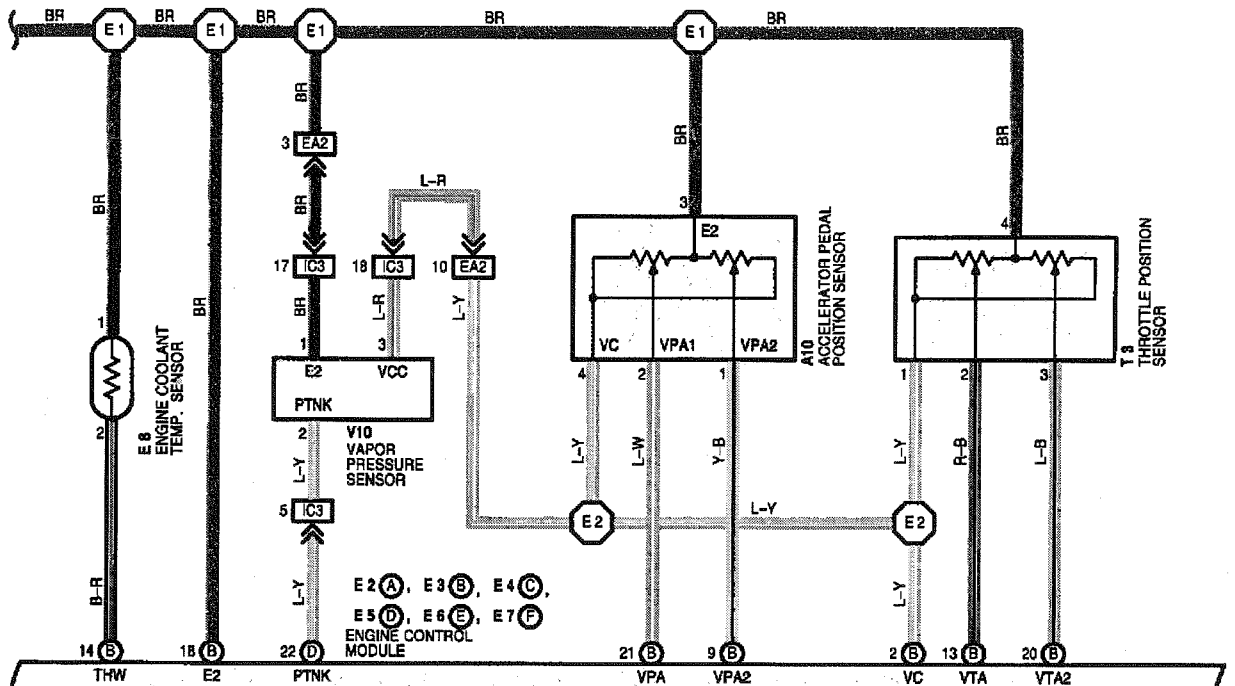 BR BR BR BR BR
E1 E1 E1 E1
BR
3 EA2
BR BR
L-R
3 4
BR BR BR
E2
17 IC3 18 IC3 10 EA2
BR L-R L-Y
1 1 3
E2 VCC
PTNK
VC VPA1 VPA2
A10
ACCELERATOR PEDAL
POSITION SENSOR
T3
THROTTLE POSITION
SENSOR
4 2 1 1 2 3
E8
ENGINE COOLANT
TEMP. SENSOR
2 2
V10
VAPOR
PRESSURE
SENSOR
L-Y
L-Y L-W Y-B L-Y R-B L-B
5 IC3
E2 L-Y E2
B-R L-Y L-Y
E2 A, E3 B, E4 C,
E5 D, E6 E, E7 F
ENGINE CONTROL
MODULE
14 B 18 B 22 D 21 B 9 B 2 B 13 B 20 B
THW E2 PTNK VPA VPA2 VC VTA VTA2